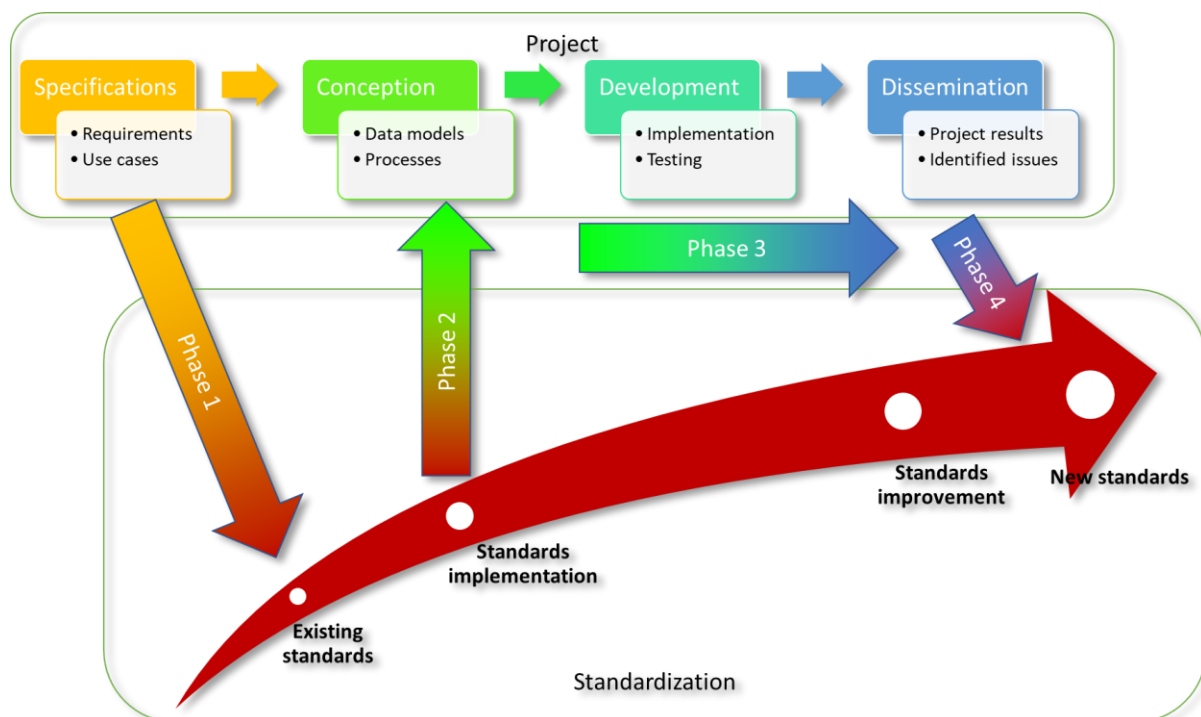 Project
Specifications
• Requirements
• Use cases
Conception
• Data models
• Processes
Development
• Implementation
• Testing
Dissemination
• Project results
• Identified issues
Phase 1
Phase 2
Phase 3
Phase 4
Existing
standards
Standards
implementation
Standards
improvement
New standards
Standardization